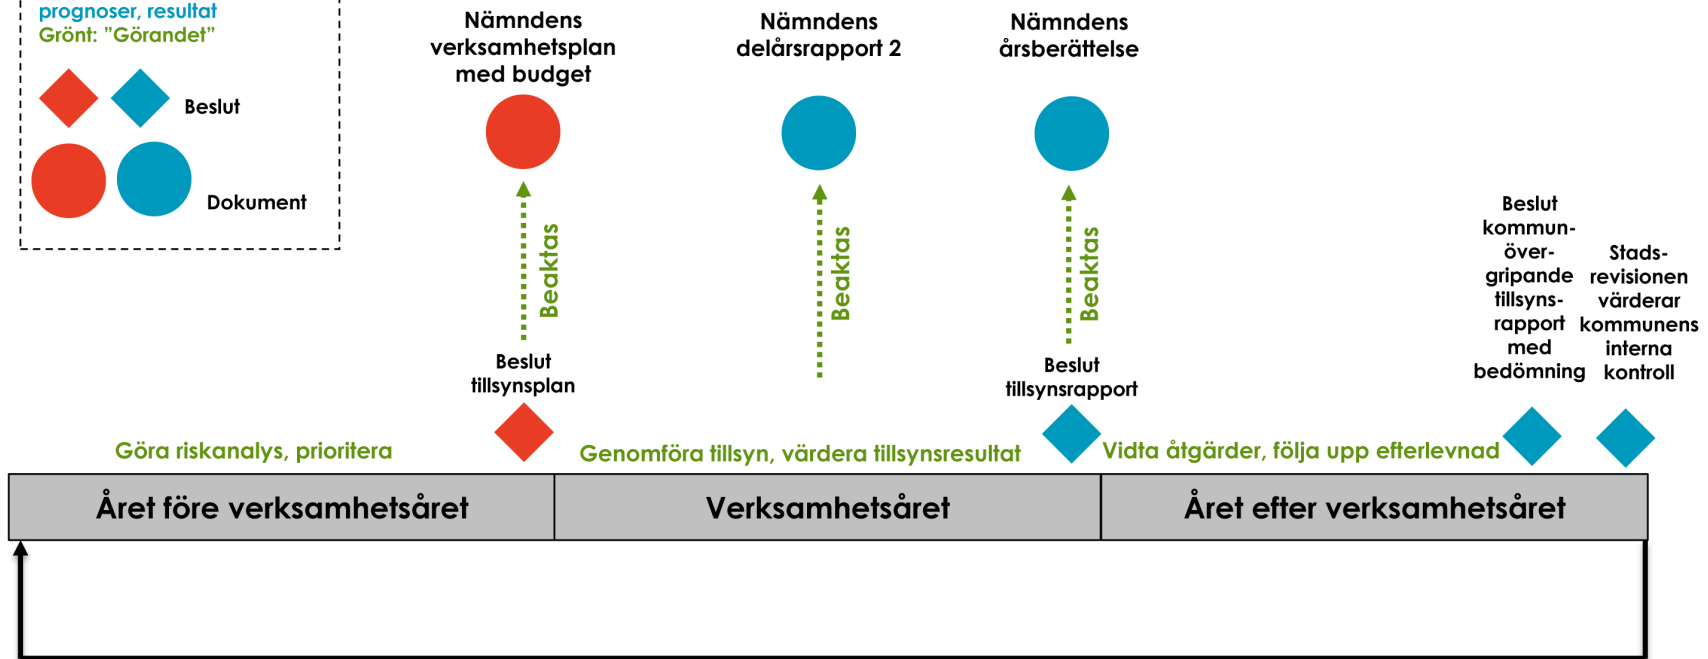 prognoser, resultat
Grönt: ”Görandet”
Beslut
Dokument
Nämndens
verksamhetsplan
med budget
Nämndens
delårsrapport 2
Nämndens
årsberättelse
Beaktas
Beaktas
Beaktas
Beslut
tillsynsplan
Beslut
tillsynsrapport
Beslut
kommun-
över-
gripande
tillsyns-
rapport
med
bedömning
Stads-
revisionen
värderar
kommunens
interna
kontroll
Göra riskanalys, prioritera
Genomföra tillsyn, värdera tillsynsresultat
Vidta åtgärder, följa upp efterlevnad
Året före verksamhetsåret
Verksamhetsåret
Året efter verksamhetsåret